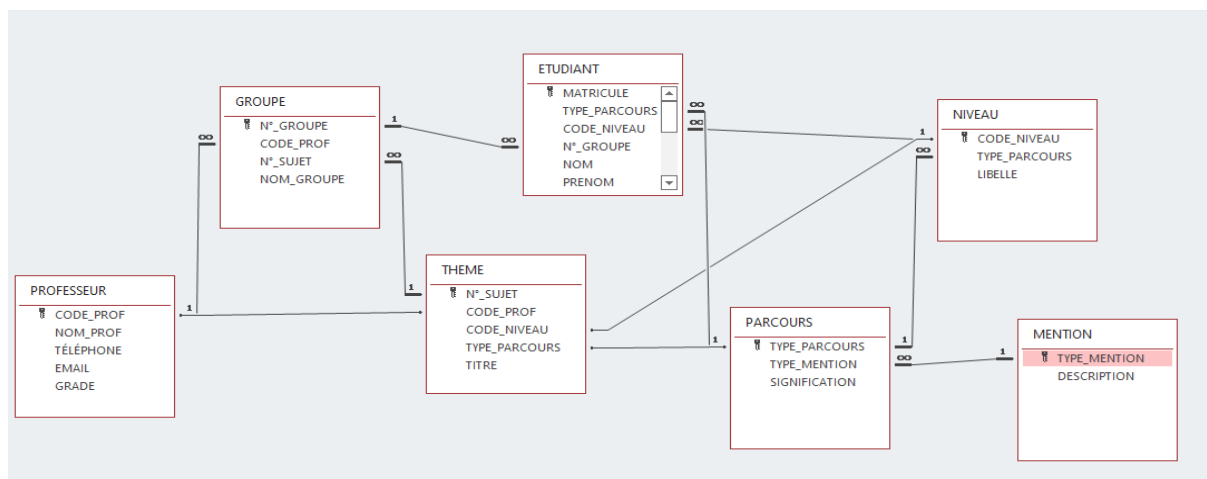 ETUDIANT
MATRICULE
TYPE_PARCOURS
CODE_NIVEAU
N°_GROUPE
NOM
PRENOM
GROUPE
N°_GROUPE
CODE_PROF
N°_SUJET
NOM_GROUPE
NIVEAU
CODE_NIVEAU
TYPE_PARCOURS
LIBELLE
PROFESSEUR
CODE_PROF
NOM_PROF
TÉLÉPHONE
EMAIL
GRADE
THEME
N°_SUJET
CODE_PROF
CODE_NIVEAU
TYPE_PARCOURS
TITRE
PARCOURS
TYPE_PARCOURS
TYPE_MENTION
SIGNIFICATION
MENTION
TYPE_MENTION
DESCRIPTION
1
∞
∞
∞
∞
∞
1
∞
1
1
1
1
∞
1